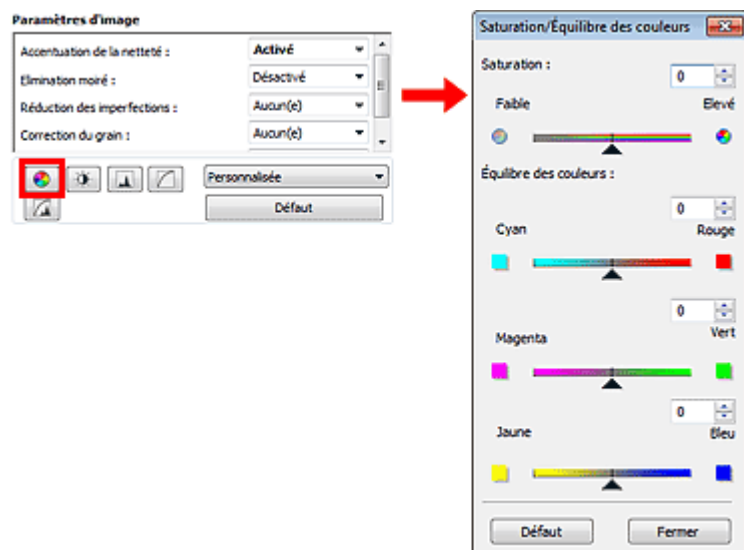 Paramètres d'image
Accentuation de la netteté : Activé
Elimination moiré : Désactivé
Réduction des imperfections : Aucun(e)
Correction du grain : Aucun(e)
Personnalisée
Défaut
Saturation/Équilibre des couleurs
Saturation :
0
Faible Elevé
Équilibre des couleurs :
0
Cyan Rouge
0
Magenta Vert
0
Jaune Bleu
Défaut Fermer